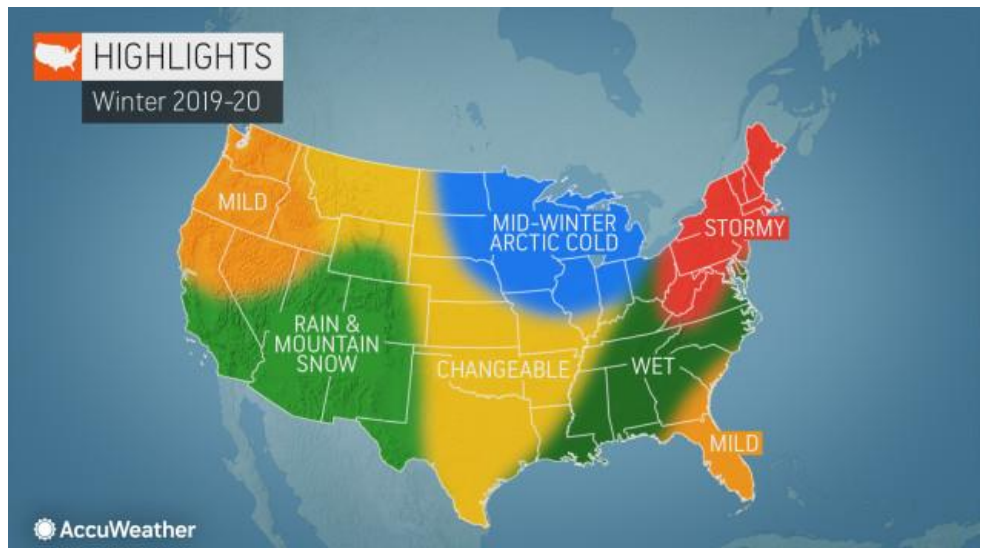 HIGHLIGHTS
Winter 2019-20
MILD
MID-WINTER
ARCTIC COLD
STORMY
RAIN &
MOUNTAIN
SNOW
CHANGEABLE
WET
MILD
AccuWeather